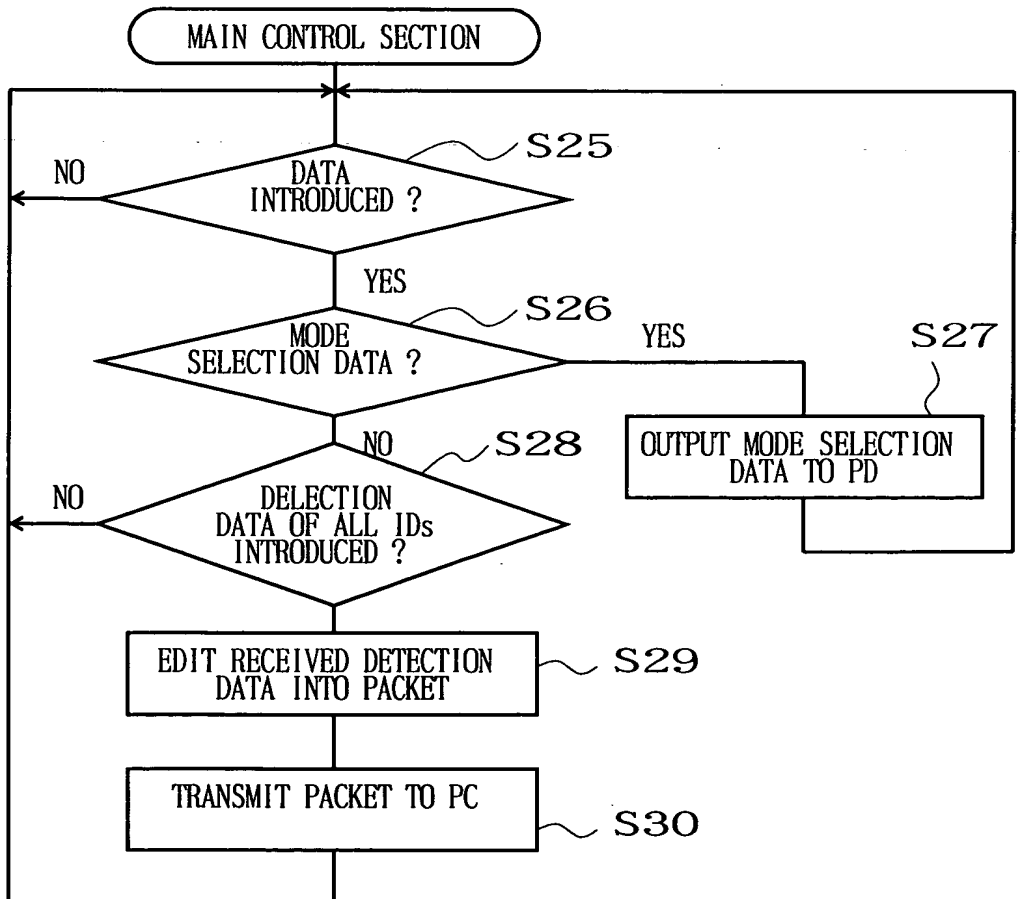 MAIN CONTROL SECTION
S25
NO
DATA
INTRODUCED ?
YES
S26
MODE
SELECTION DATA ?
YES
S27
OUTPUT MODE SELECTION
DATA TO PD
NO
S28
NO
DELECTION
DATA OF ALL IDs
INTRODUCED ?
EDIT RECEIVED DETECTION
DATA INTO PACKET
S29
TRANSMIT PACKET TO PC
S30